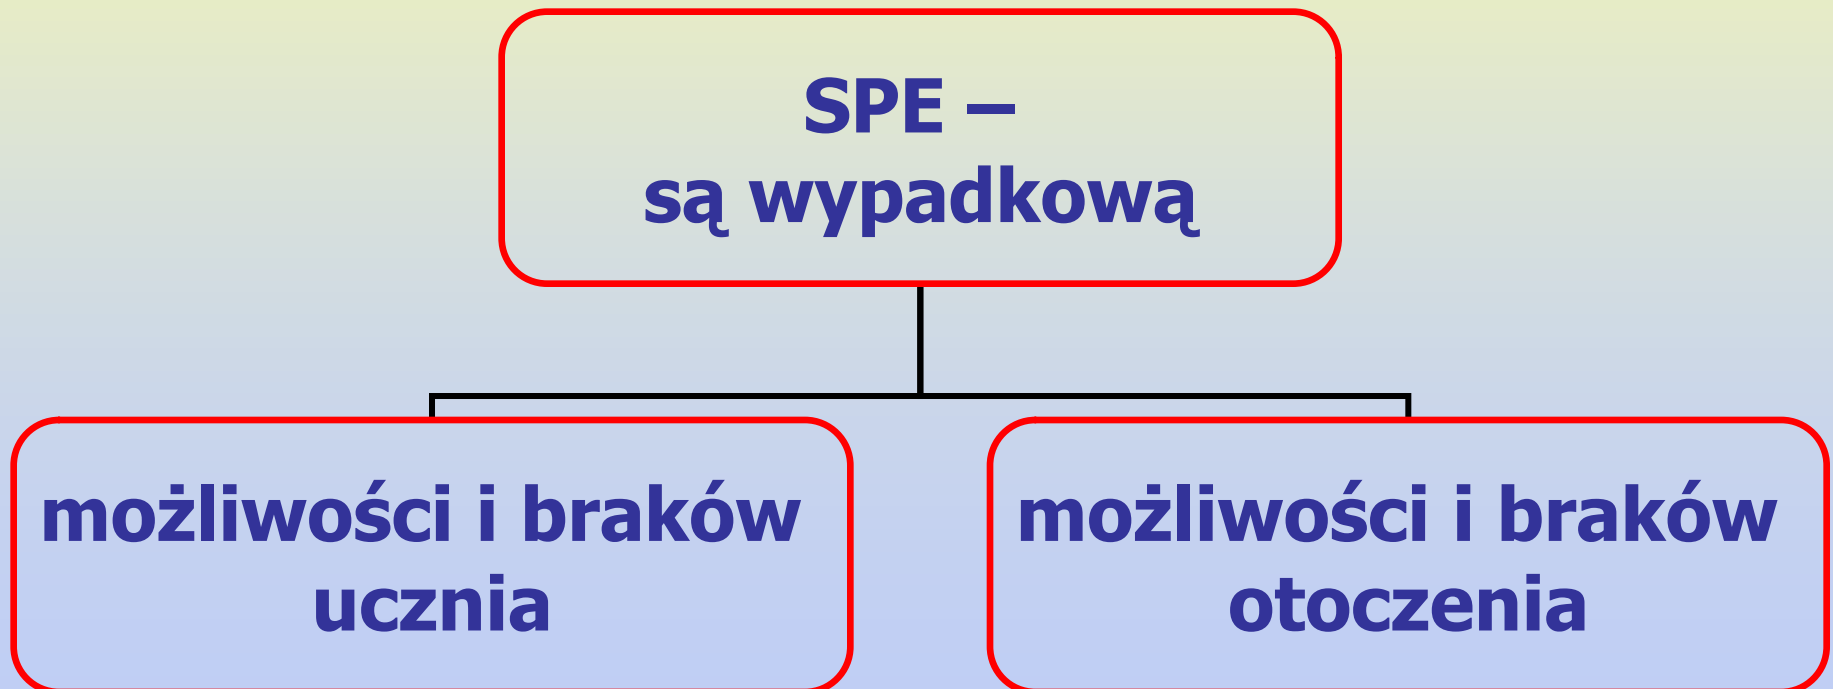 SPE –
są wypadkową
możliwości i braków
ucznia
możliwości i braków
otoczenia